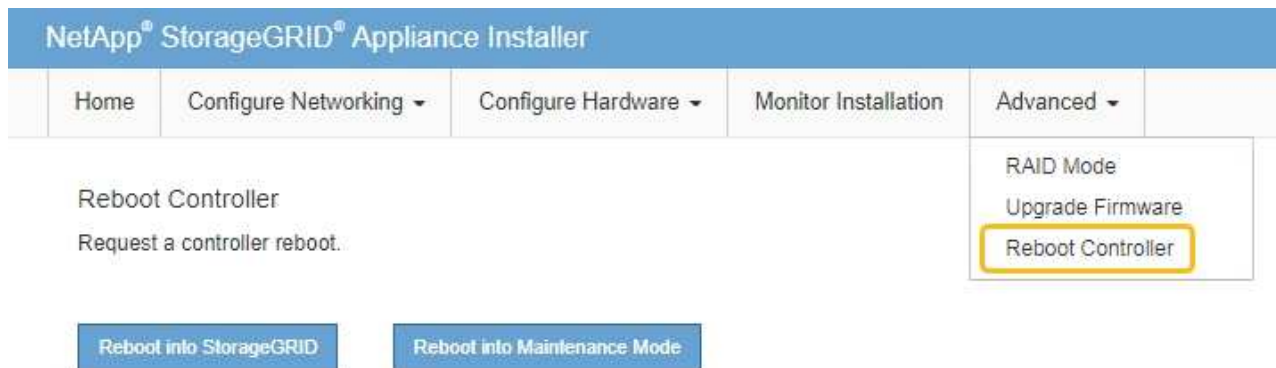 NetApp® StorageGRID® Appliance Installer
Home Configure Networking Configure Hardware Monitor Installation Advanced
RAID Mode
Upgrade Firmware
Reboot Controller
Reboot Controller
Request a controller reboot.
Reboot into StorageGRID Reboot into Maintenance Mode